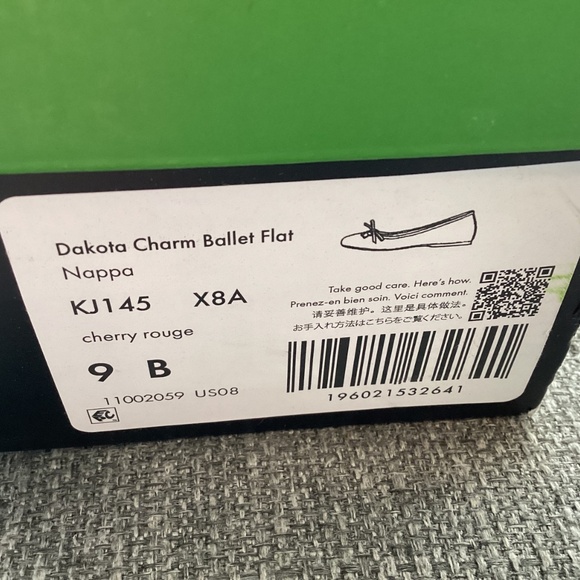 Dakota Charm Ballet Flat
Nappa
KJ145 X8A
cherry rouge
9 B
11002059 US08
Take good care. Here's how.
Prenez-en bien soin. Voici comment.
请妥善维护。这里是具体做法。
お手入れ方法はこちらをご覧ください。
196021532641